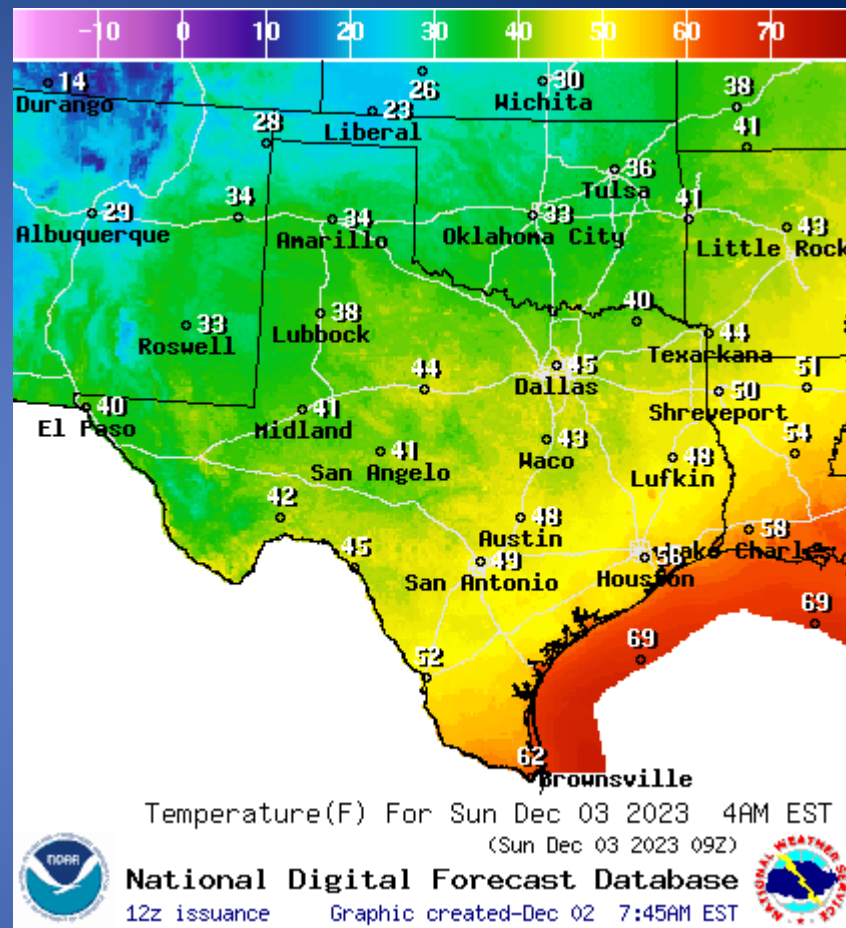 -10 0 10 20 30 40 50 60 70
14
Durango
26
30
Wichita
38
23
Liberal
28
41
36
Tulsa
29
Albuquerque
34
34
Amarillo
33
Oklahoma City
41
43
Little Rock
33
Roswell
38
Lubbock
40
44
Texarkana
45
Dallas
44
50
Shreveport
51
40
El Paso
41
Midland
41
San Angelo
43
Waco
48
Lufkin
54
42
48
Austin
58
Lake Charles
45
49
San Antonio
56
Houston
69
69
52
62
Brownsville
Temperature(F) For Sun Dec 03 2023 4AM EST
(Sun Dec 03 2023 09Z)
National Digital Forecast Database
12z issuance Graphic created-Dec 02 7:45AM EST
NOAA
NATIONAL WEATHER SERVICE